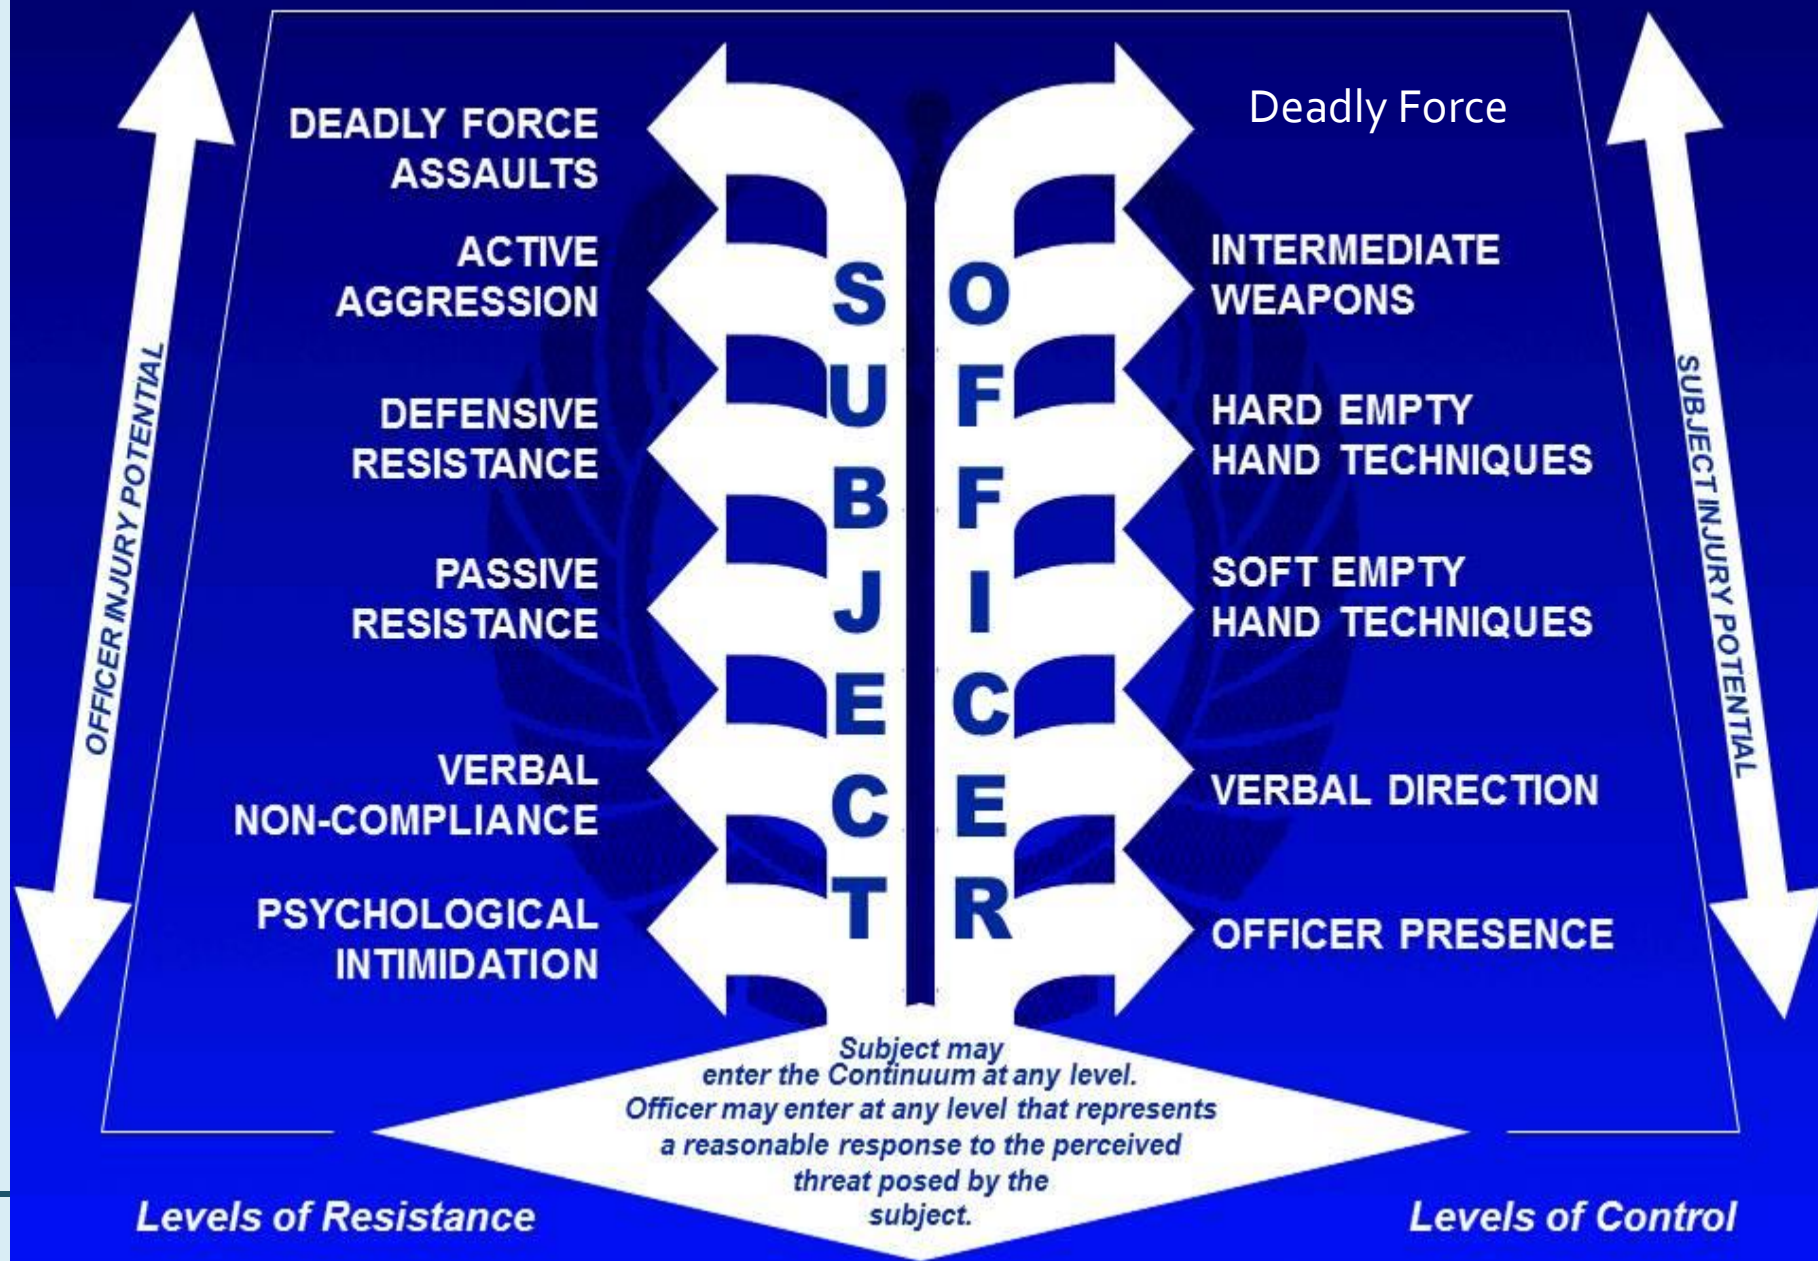 DEADLY FORCE
ASSAULTS
ACTIVE
AGGRESSION
DEFENSIVE
RESISTANCE
PASSIVE
RESISTANCE
VERBAL
NON-COMPLIANCE
PSYCHOLOGICAL
INTIMIDATION
OFFICER INJURY POTENTIAL
SUBJECT
OFFICER
Deadly Force
INTERMEDIATE
WEAPONS
HARD EMPTY
HAND TECHNIQUES
SOFT EMPTY
HAND TECHNIQUES
VERBAL DIRECTION
OFFICER PRESENCE
SUBJECT INJURY POTENTIAL
Subject may
enter the Continuum at any level.
Officer may enter at any level that represents
a reasonable response to the perceived
threat posed by the
subject.
Levels of Resistance
Levels of Control